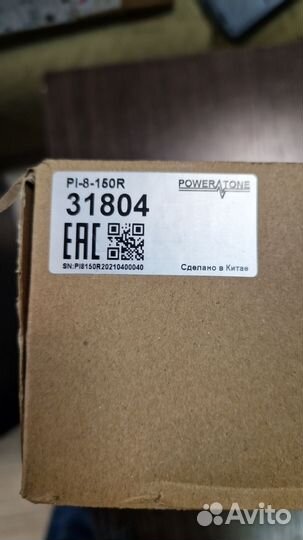 PI-8-150R
POWERATONE
31804
EAC
SN:PI8150R20210400040
Сделано в Китае
Avito